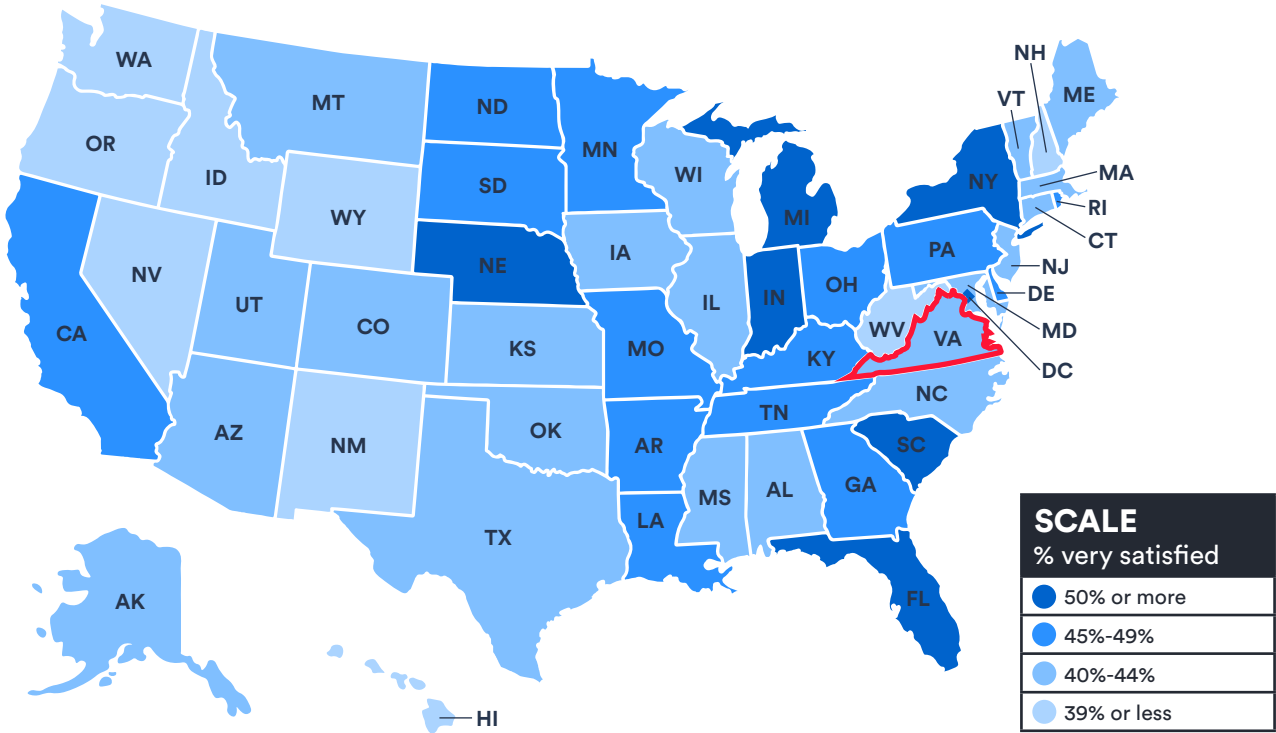 NH
WA
ME
MT
VT
ND
OR
MN
WI
MA
ID
NY
SD
RI
WY
MI
CT
PA
IA
NE
NJ
NV
OH
DE
IL
IN
UT
CO
WV
MD
CA
VA
KS
MO
KY
DC
NC
TN
AZ
OK
NM
AR
SC
GA
AL
MS
LA
TX
AK
FL
HI
SCALE
% very satisfied
50% or more
45%-49%
40%-44%
39% or less